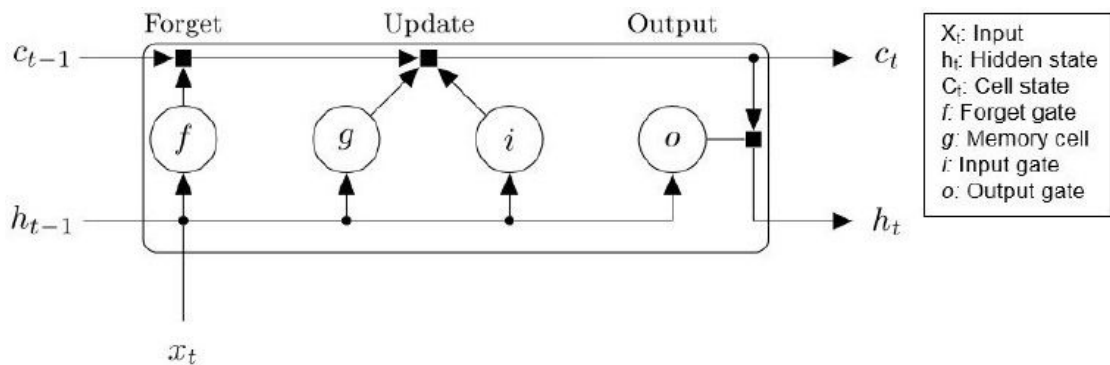 Forget Update Output
c_{t−1} c_t
f g i o
h_{t−1} h_t
x_t
X_t: Input
h_t: Hidden state
C_t: Cell state
f: Forget gate
g: Memory cell
i: Input gate
o: Output gate